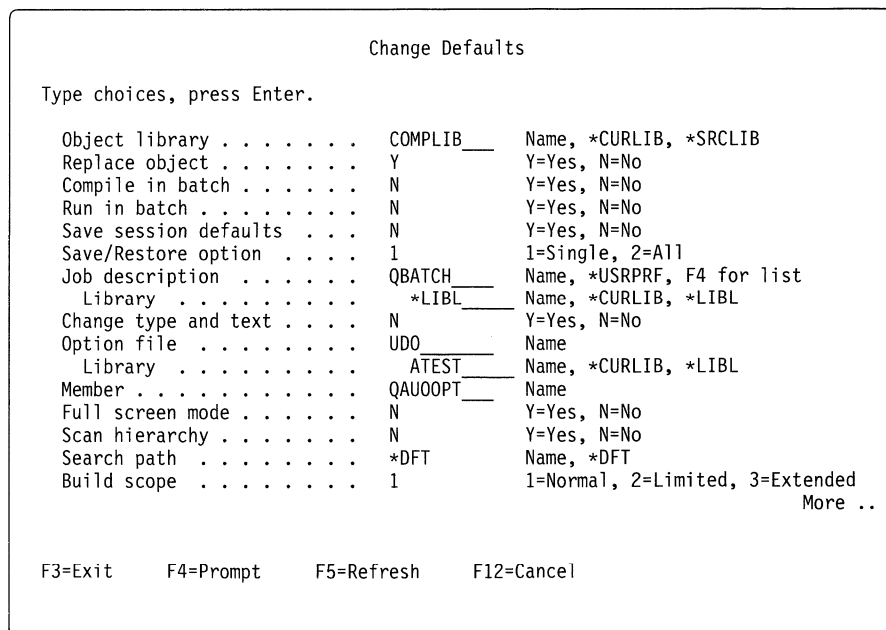 Change Defaults
Type choices, press Enter.
Object library . . . . . . . COMPLIB___ Name, *CURLIB, *SRCLIB
Replace object . . . . . . . Y Y=Yes, N=No
Compile in batch . . . . . . N Y=Yes, N=No
Run in batch . . . . . . . . N Y=Yes, N=No
Save session defaults . . . N Y=Yes, N=No
Save/Restore option . . . . 1 1=Single, 2=All
Job description . . . . . . QBATCH____ Name, *USRPRF, F4 for list
Library . . . . . . . . . *LIBL_____ Name, *CURLIB, *LIBL
Change type and text . . . . N Y=Yes, N=No
Option file . . . . . . . . UDO_______ Name
Library . . . . . . . . . ATEST_____ Name, *CURLIB, *LIBL
Member . . . . . . . . . . . QAUOOPT___ Name
Full screen mode . . . . . . N Y=Yes, N=No
Scan hierarchy . . . . . . . N Y=Yes, N=No
Search path . . . . . . . . *DFT Name, *DFT
Build scope . . . . . . . . 1 1=Normal, 2=Limited, 3=Extended
More ..
F3=Exit F4=Prompt F5=Refresh F12=Cancel